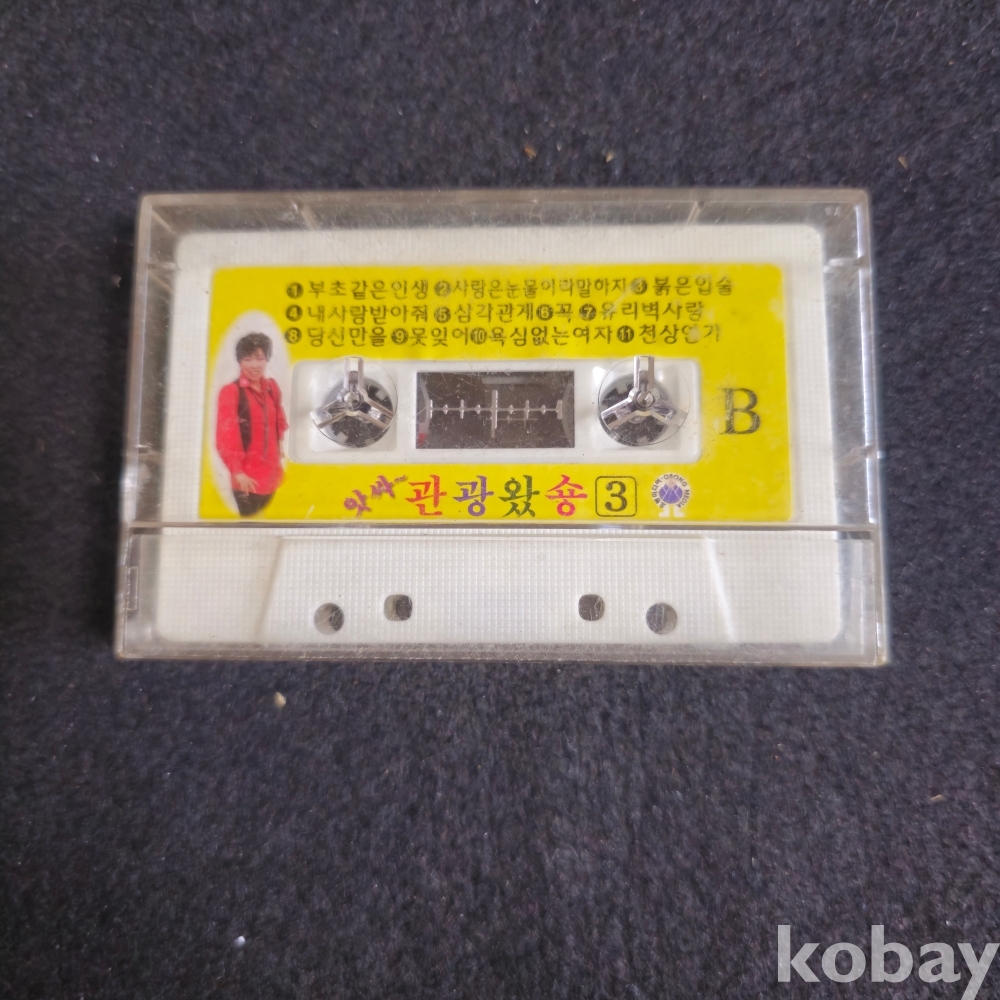 ❶ 부초같은인생 ❷ 사랑은눈물이라말하지 ❸ 붉은입술
❹ 내사랑받아줘 ❺ 삼각관계 ❻ 꼭 ❼ 유리벽사랑
❽ 당신만을 ❾ 못잊어 ❿ 욕심없는여자 ⓫ 천상연가
B
앗싸~ 관광왔숑 3
kobay